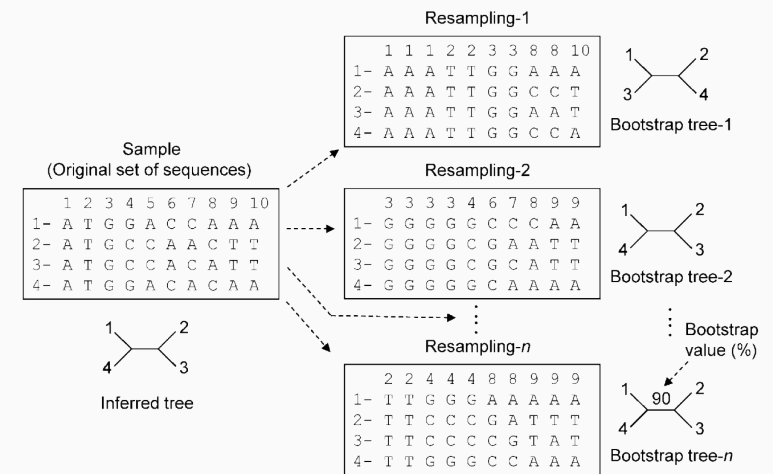 Resampling-1
1 1 1 2 2 3 3 8 8 10
1- A A A T T G G A A A
2- A A A T T G G C C T
3- A A A T T G G A A T
4- A A A T T G G C C A
1 2
3 4
Bootstrap tree-1
Sample
(Original set of sequences)
1 2 3 4 5 6 7 8 9 10
1- A T G G A C C A A A
2- A T G C C A A C T T
3- A T G C C A C A T T
4- A T G G A C A C A A
1 2
4 3
Inferred tree
Resampling-2
3 3 3 3 4 6 7 8 9 9
1- G G G G G C C C A A
2- G G G G C G A A T T
3- G G G G C G C A T T
4- G G G G G C A A A A
1 2
4 3
Bootstrap tree-2
Resampling-n
2 2 4 4 4 8 8 9 9 9
1- T T G G G A A A A A
2- T T C C C G A T T T
3- T T C C C C G T A T
4- T T G G G C C A A A
Bootstrap
value (%)
1 90 2
4 3
Bootstrap tree-n